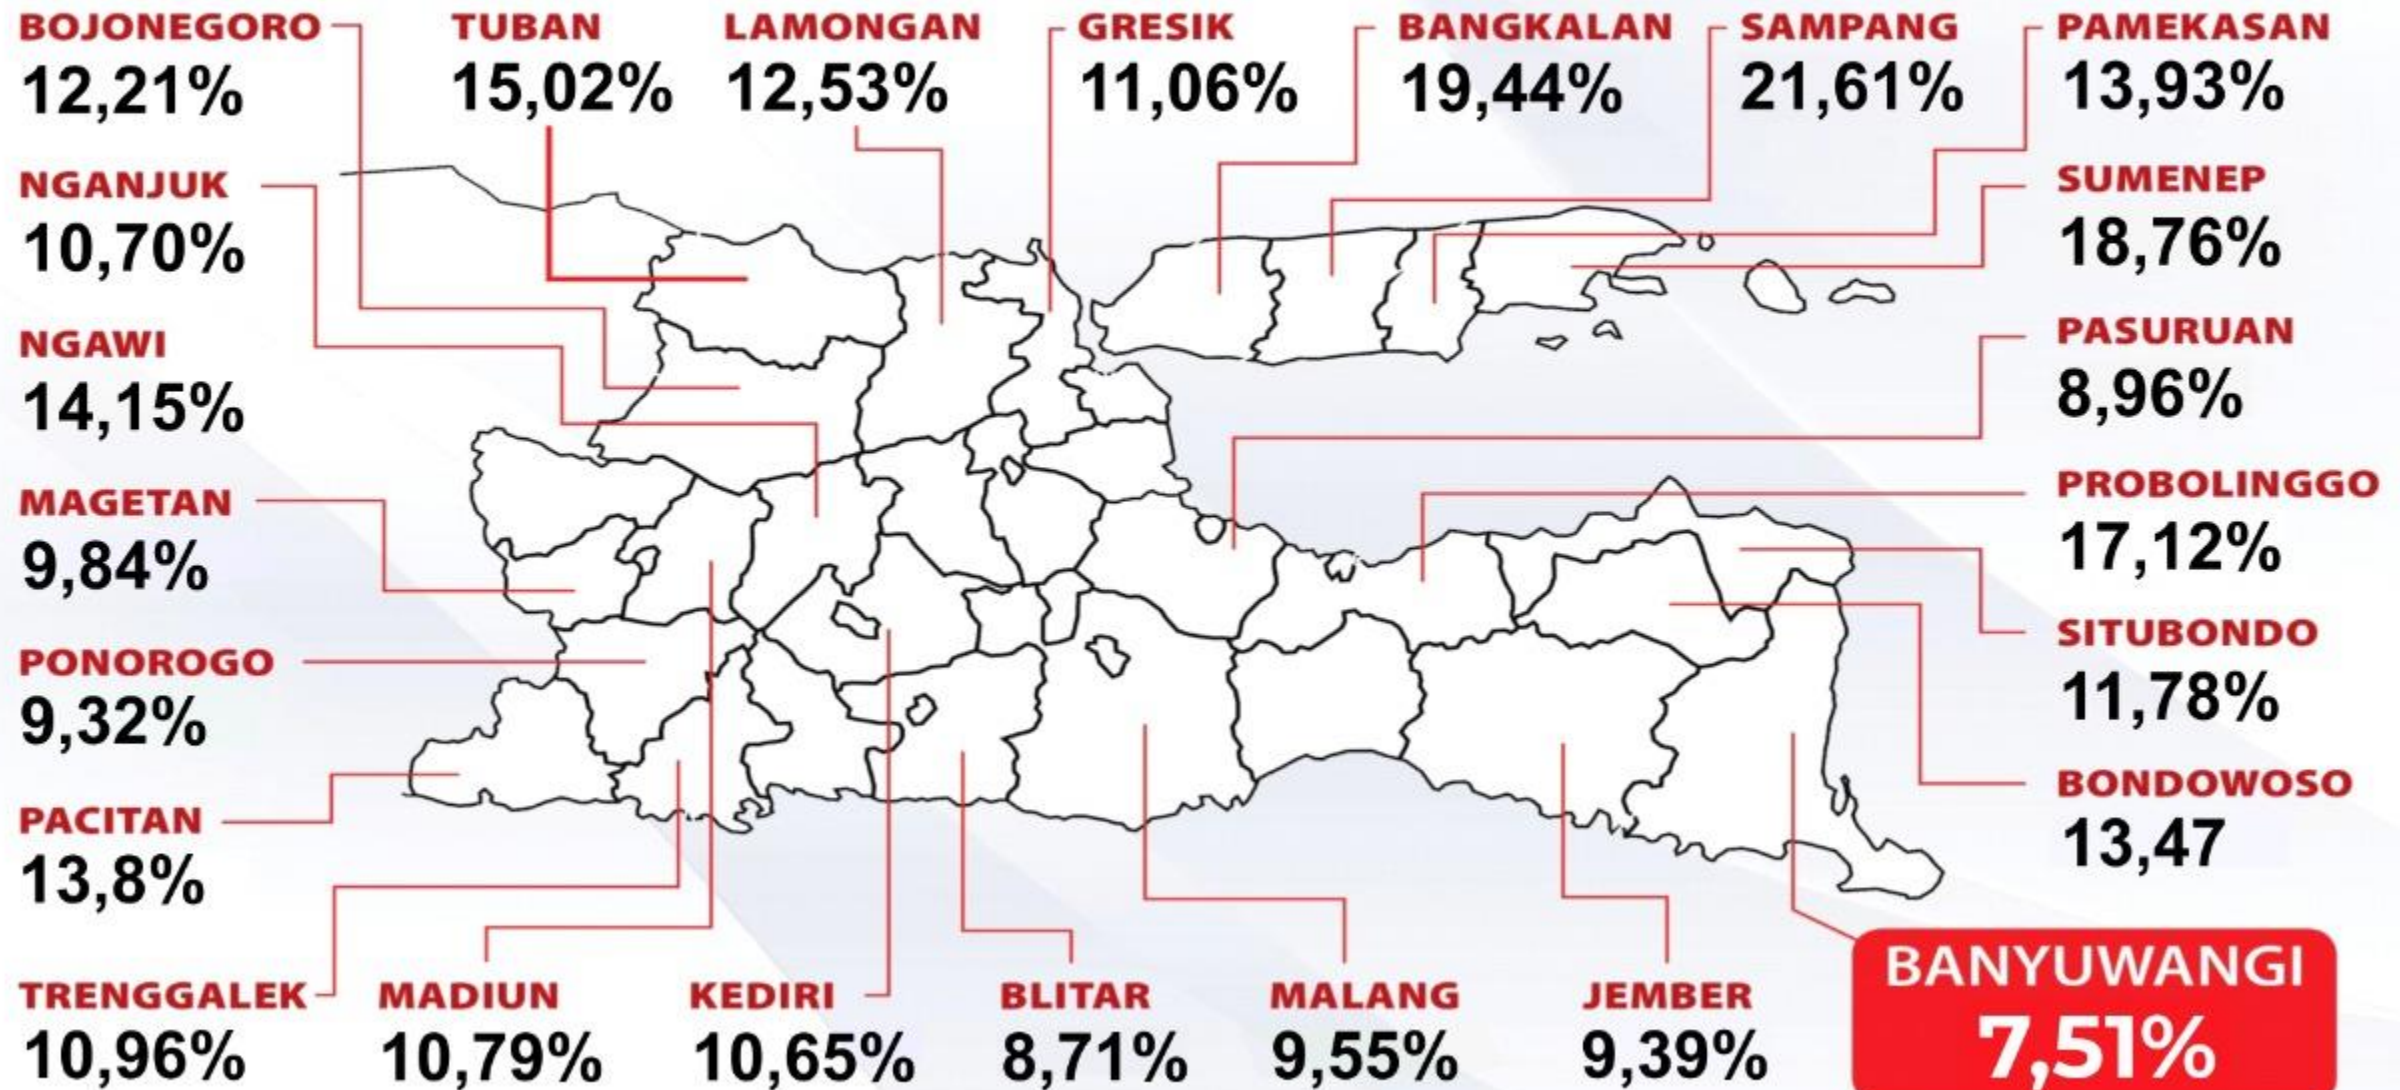 BOJONEGORO
12,21%
TUBAN
15,02%
LAMONGAN
12,53%
GRESIK
11,06%
BANGKALAN
19,44%
SAMPANG
21,61%
PAMEKASAN
13,93%
NGANJUK
10,70%
SUMENEP
18,76%
NGAWI
14,15%
PASURUAN
8,96%
MAGETAN
9,84%
PROBOLINGGO
17,12%
PONOROGO
9,32%
SITUBONDO
11,78%
PACITAN
13,8%
BONDOWOSO
13,47
TRENGGALEK
10,96%
MADIUN
10,79%
KEDIRI
10,65%
BLITAR
8,71%
MALANG
9,55%
JEMBER
9,39%
BANYUWANGI
7,51%